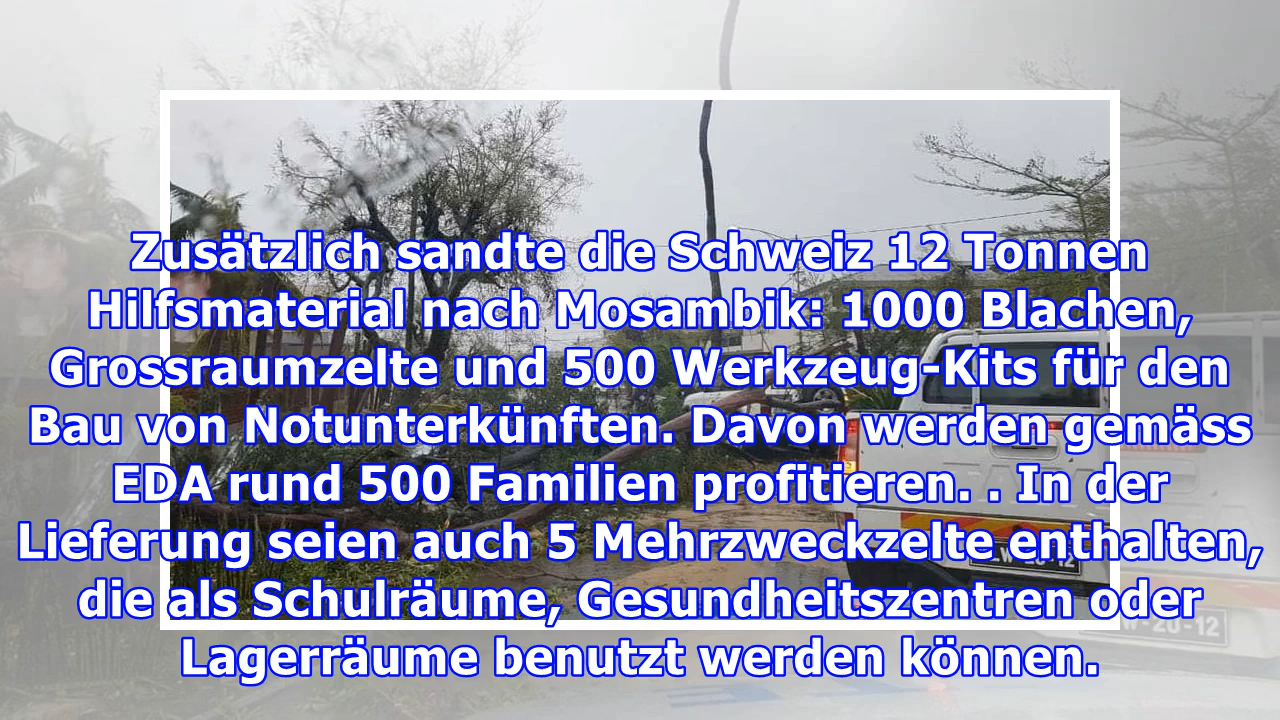 Zusätzlich sandte die Schweiz 12 Tonnen
Hilfsmaterial nach Mosambik: 1000 Blachen,
Grossraumzelte und 500 Werkzeug-Kits für den
Bau von Notunterkünften. Davon werden gemäss
EDA rund 500 Familien profitieren. . In der
Lieferung seien auch 5 Mehrzweckzelte enthalten,
die als Schulräume, Gesundheitszentren oder
Lagerräume benutzt werden können.